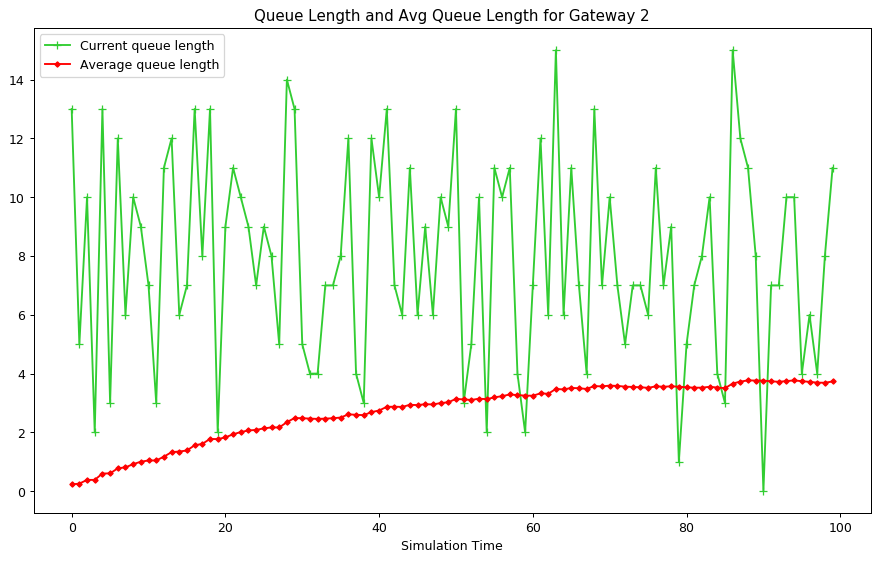 Queue Length and Avg Queue Length for Gateway 2
Current queue length
Average queue length
14
12
10
8
6
4
2
0
0 20 40 60 80 100
Simulation Time